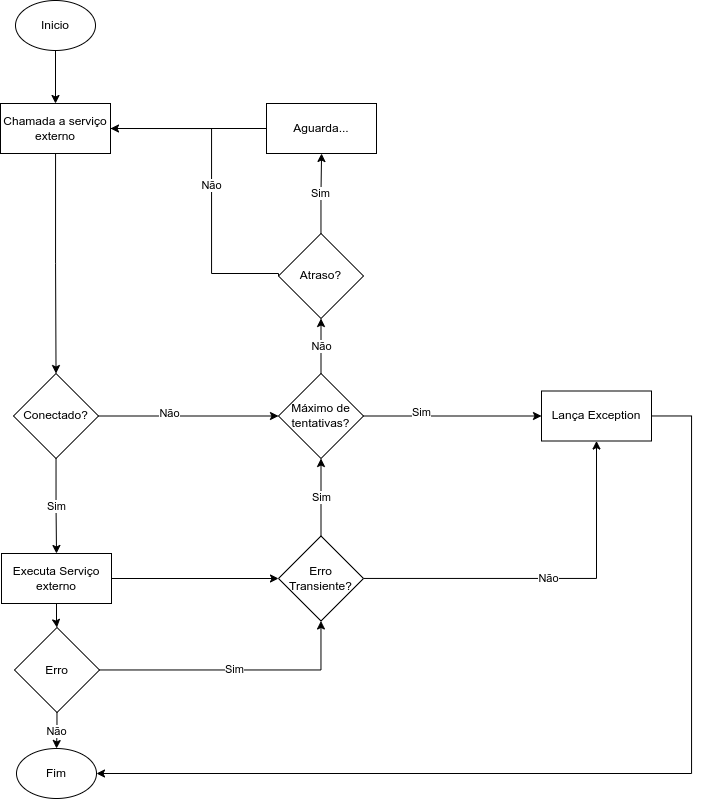 Inicio
Chamada a serviço
externo
Aguarda...
Não
Sim
Atraso?
Não
Conectado?
Não
Máximo de
tentativas?
Sim
Lança Exception
Sim
Sim
Executa Serviço
externo
Erro
Transiente?
Não
Erro
Sim
Não
Fim